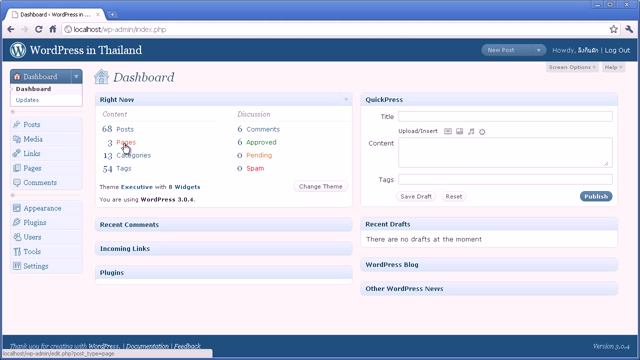 Dashboard ‹ WordPress in ...
localhost/wp-admin/index.php
WordPress in Thailand
New Post
Howdy,
| Log Out
Screen Options
Help
Dashboard
Dashboard
Updates
Posts
Media
Links
Pages
Comments
Appearance
Plugins
Users
Tools
Settings
Dashboard
Right Now
Content
Discussion
68 Posts
6 Comments
3 Pages
6 Approved
13 Categories
0 Pending
54 Tags
0 Spam
Theme Executive with 8 Widgets
Change Theme
You are using WordPress 3.0.4.
Recent Comments
Incoming Links
Plugins
QuickPress
Title
Upload/Insert
Content
Tags
Save Draft
Reset
Publish
Recent Drafts
There are no drafts at the moment
WordPress Blog
Other WordPress News
Thank you for creating with WordPress. | Documentation | Feedback
Version 3.0.4
localhost/wp-admin/edit.php?post_type=page